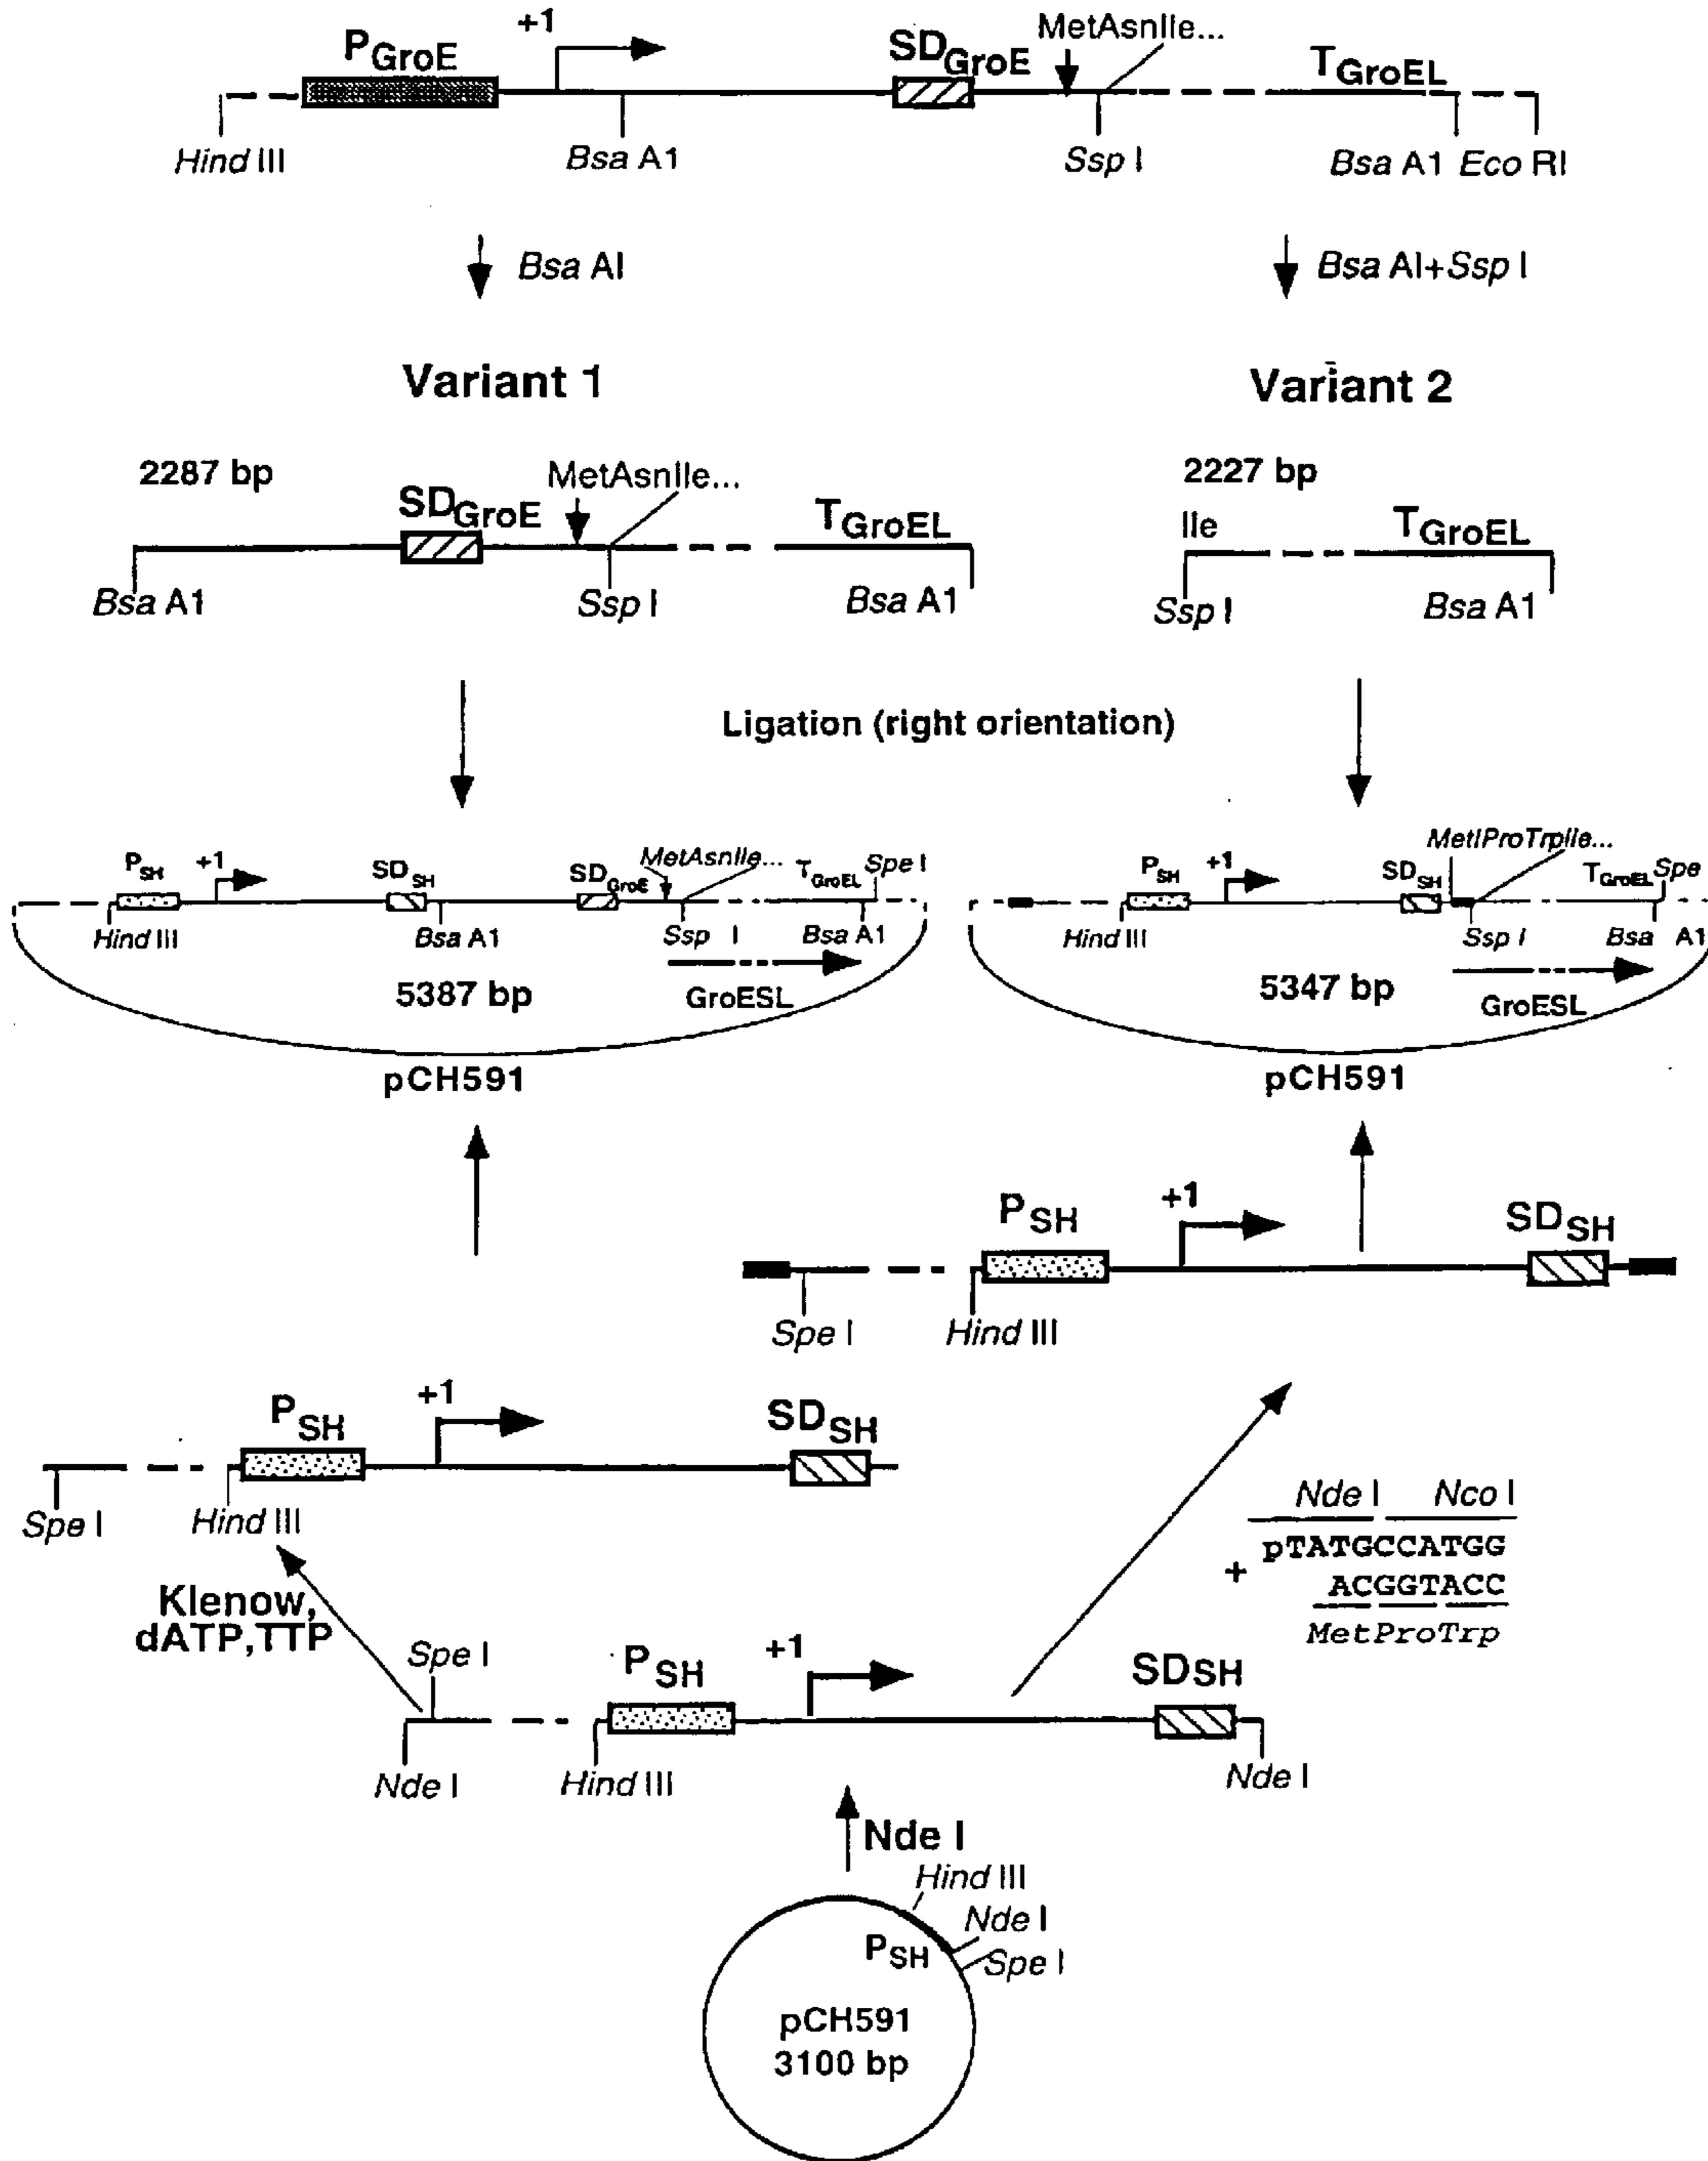 +1
MetAsnIle...
P GroE
SD GroE
T GroEL
Hind III
Bsa A1
Ssp I
Bsa A1
Eco RI
Bsa AI
Bsa AI+Ssp I
Variant 1
Variant 2
2287 bp
MetAsnIle...
SD GroE
T GroEL
Bsa A1
Ssp I
Bsa A1
2227 bp
Ile
T GroEL
Ssp I
Bsa A1
Ligation (right orientation)
P SH
+1
SD SH
SD GroE
MetAsnIle...
T GroEL
Spe I
Hind III
Bsa A1
Ssp I
Bsa A1
5387 bp
GroESL
pCH591
P SH
+1
SD SH
MetIProTrpIle...
T GroEL
Spe
Hind III
Ssp I
Bsa A1
5347 bp
GroESL
pCH591
P SH
+1
SD SH
Spe I
Hind III
P SH
+1
SD SH
Spe I
Hind III
Klenow,
dATP,TTP
Nde I
Nco I
pTATGCCATGG
+
ACGGTACC
MetProTrp
Spe I
P SH
+1
SD SH
Nde I
Hind III
Nde I
Nde I
Hind III
Nde I
P SH
Spe I
pCH591
3100 bp